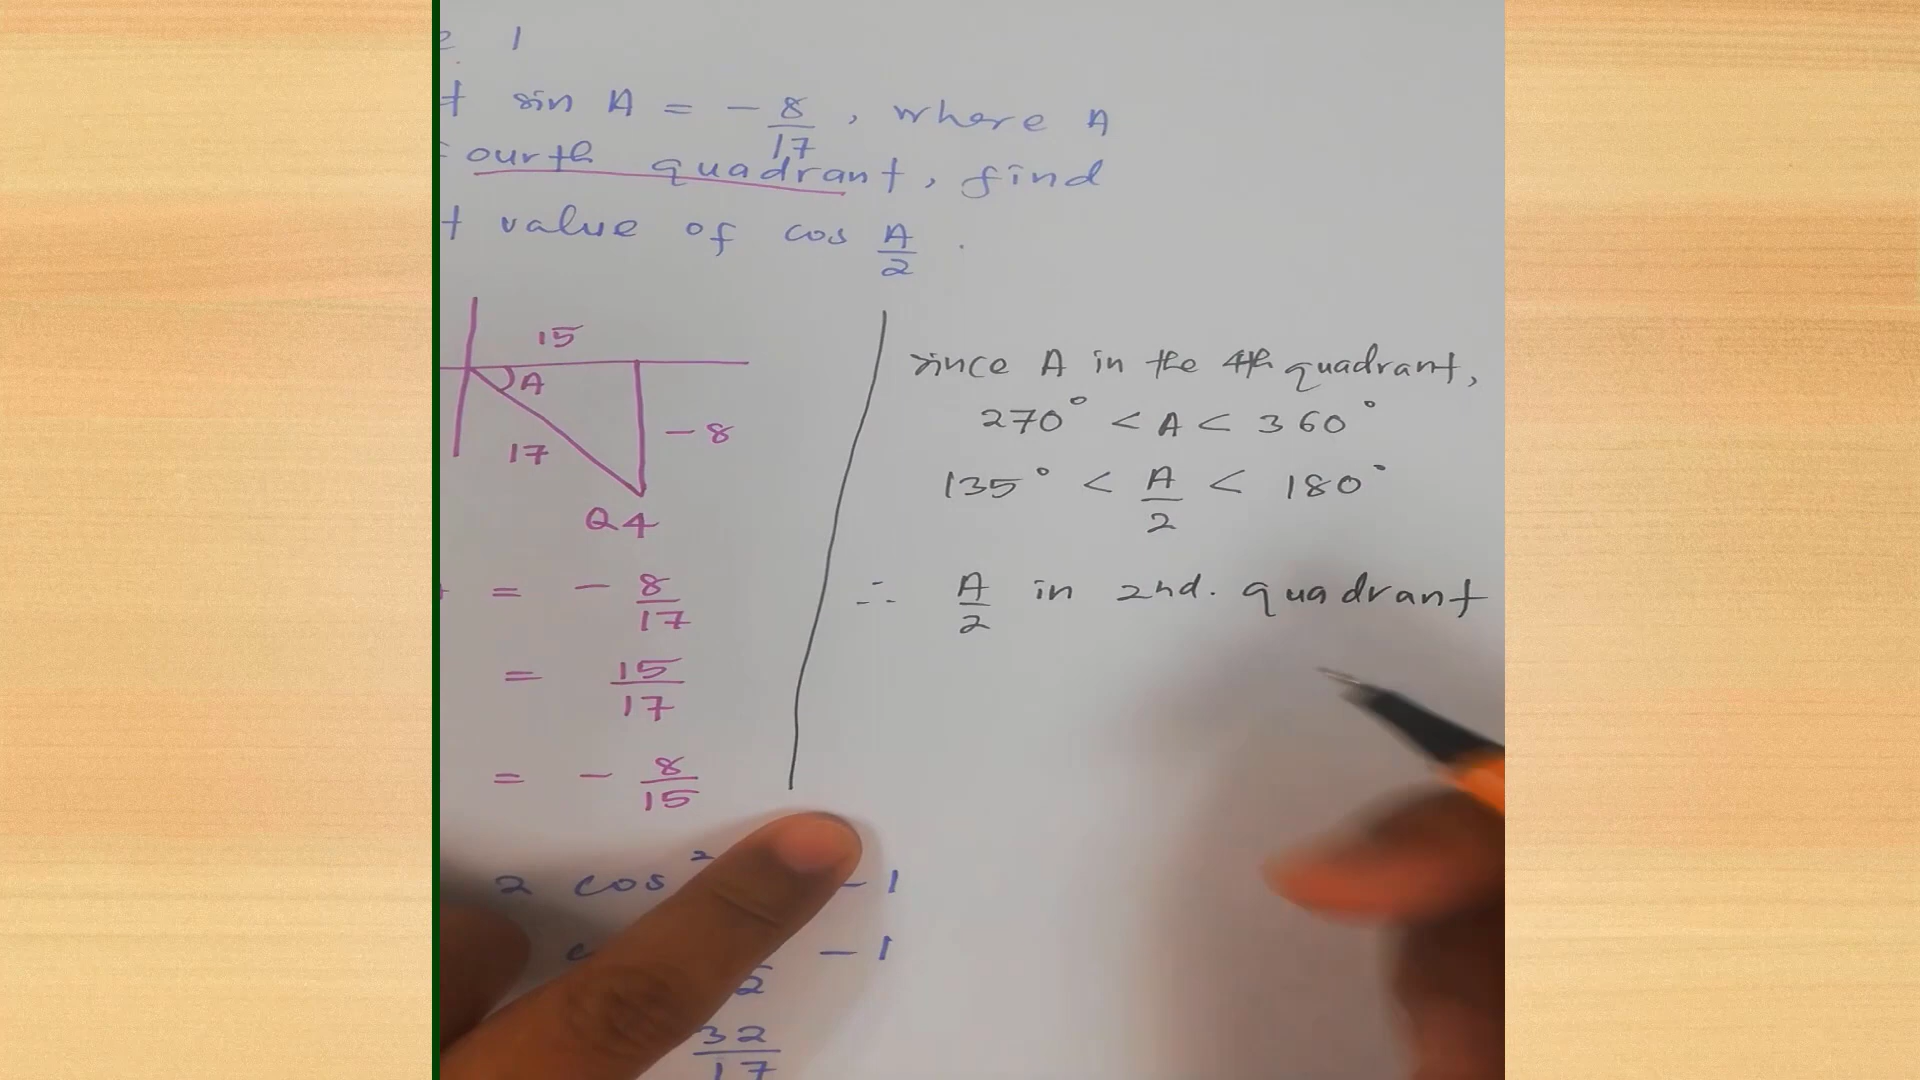 1
sin A = - 8/17, where A
ourth quadrant, find
value of cos A/2.
15
A
17
-8
Q4
= - 8/17
= 15/17
= - 8/15
since A in the 4th quadrant,
270° < A < 360°
135° < A/2 < 180°
∴ A/2 in 2nd. quadrant
2 cos² - 1
2 - 1
32/17